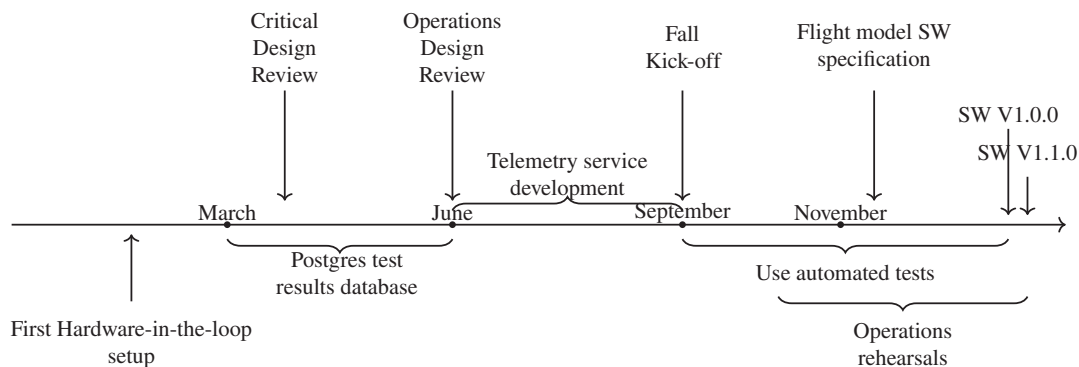 Critical
Design
Review
Operations
Design
Review
Fall
Kick-off
Flight model SW
specification
SW V1.0.0
SW V1.1.0
Telemetry service
development
March
June
September
November
Postgres test
results database
Use automated tests
First Hardware-in-the-loop
setup
Operations
rehearsals